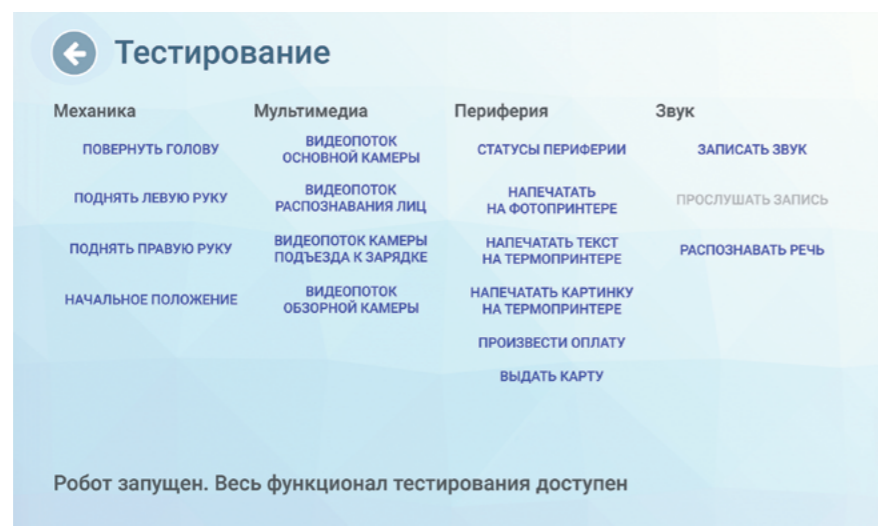 Тестирование
Механика
ПОВЕРНУТЬ ГОЛОВУ
ПОДНЯТЬ ЛЕВУЮ РУКУ
ПОДНЯТЬ ПРАВУЮ РУКУ
НАЧАЛЬНОЕ ПОЛОЖЕНИЕ
Мультимедиа
ВИДЕОПОТОК
ОСНОВНОЙ КАМЕРЫ
ВИДЕОПОТОК
РАСПОЗНАВАНИЯ ЛИЦ
ВИДЕОПОТОК КАМЕРЫ
ПОДЪЕЗДА К ЗАРЯДКЕ
ВИДЕОПОТОК
ОБЗОРНОЙ КАМЕРЫ
Периферия
СТАТУСЫ ПЕРИФЕРИИ
НАПЕЧАТАТЬ
НА ФОТОПРИНТЕРЕ
НАПЕЧАТАТЬ ТЕКСТ
НА ТЕРМОПРИНТЕРЕ
НАПЕЧАТАТЬ КАРТИНКУ
НА ТЕРМОПРИНТЕРЕ
ПРОИЗВЕСТИ ОПЛАТУ
ВЫДАТЬ КАРТУ
Звук
ЗАПИСАТЬ ЗВУК
ПРОСЛУШАТЬ ЗАПИСЬ
РАСПОЗНАВАТЬ РЕЧЬ
Робот запущен. Весь функционал тестирования доступен